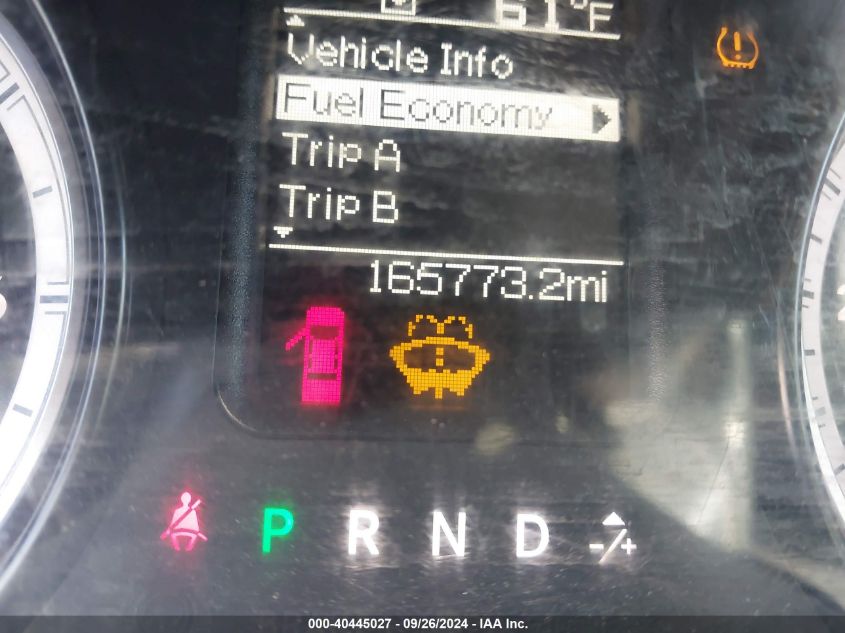 61°F
Vehicle Info
Fuel Economy
Trip A
Trip B
165773.2mi
P R N D -/+
000-40445027 - 09/26/2024 - IAA Inc.